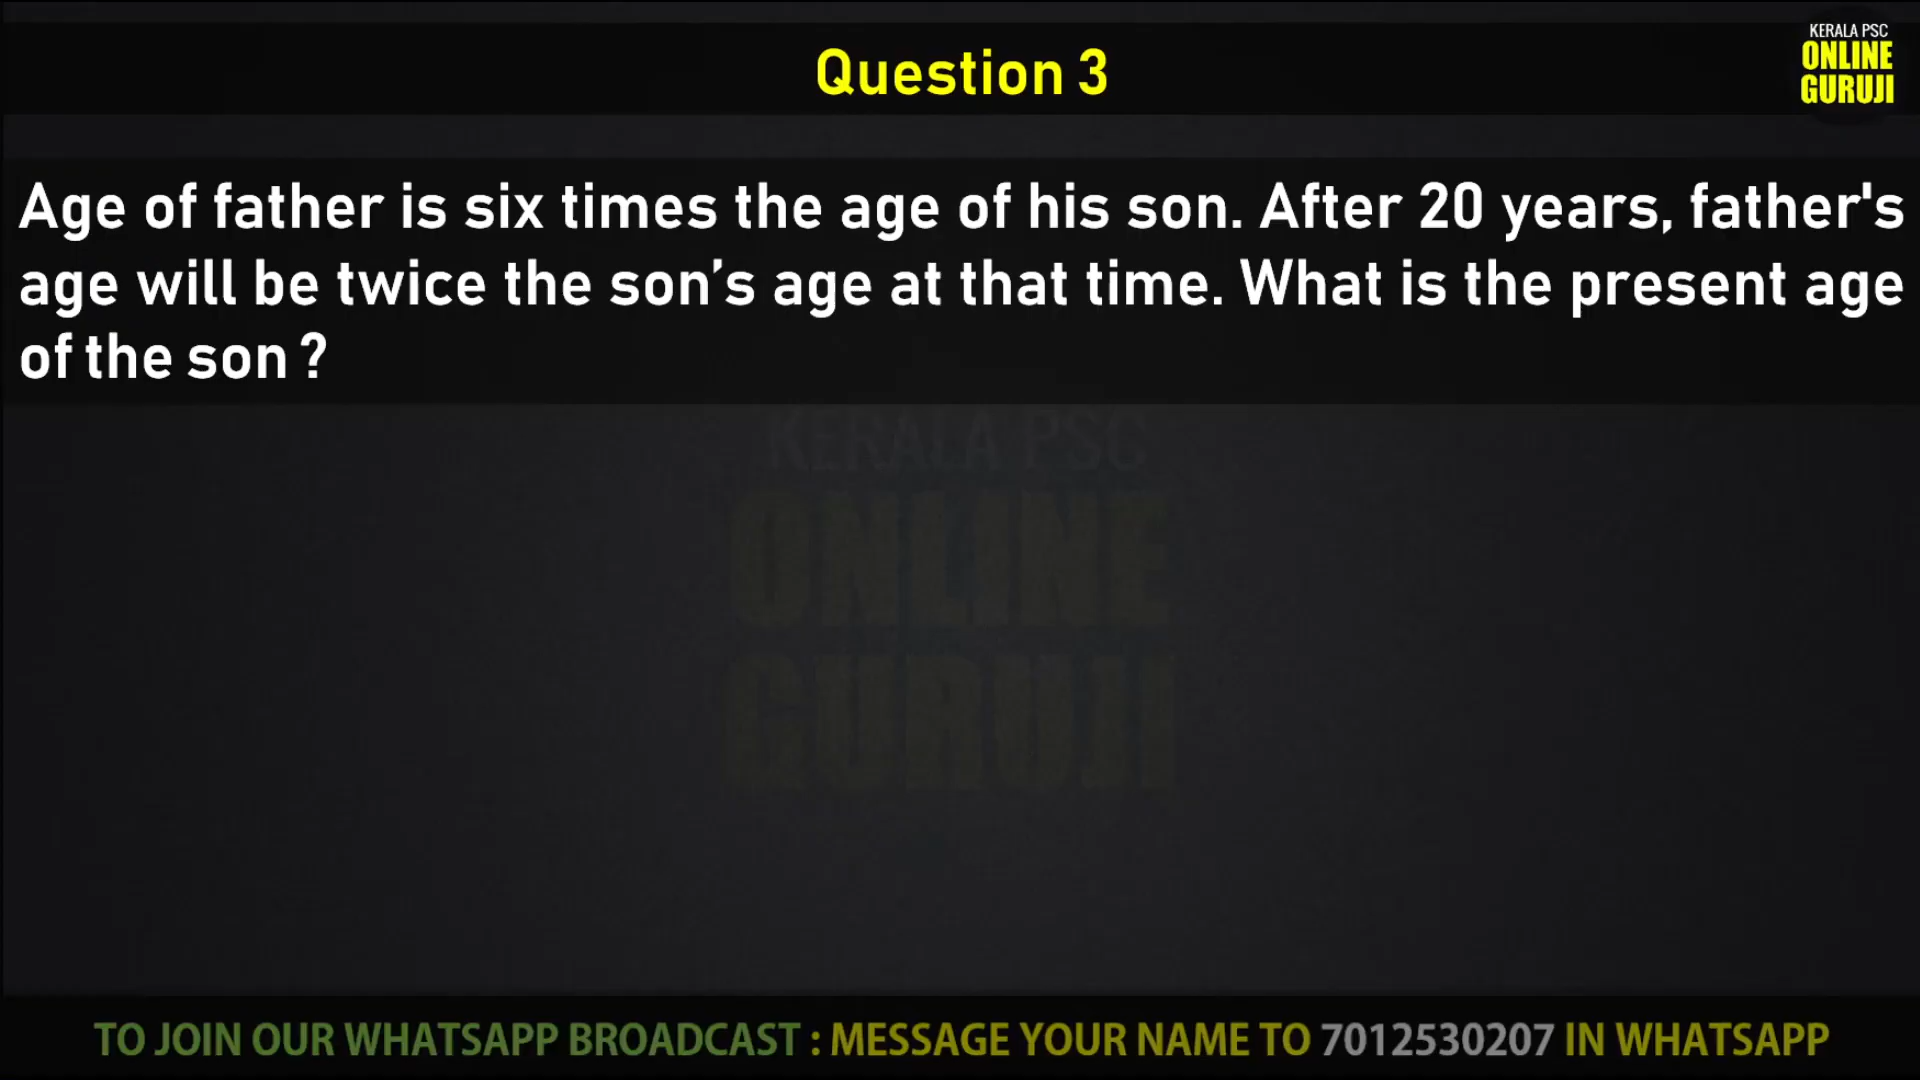 Question 3
KERALA PSC
ONLINE
GURUJI
Age of father is six times the age of his son. After 20 years, father's
age will be twice the son’s age at that time. What is the present age
of the son ?
KERALA PSC
ONLINE
GURUJI
TO JOIN OUR WHATSAPP BROADCAST : MESSAGE YOUR NAME TO 7012530207 IN WHATSAPP